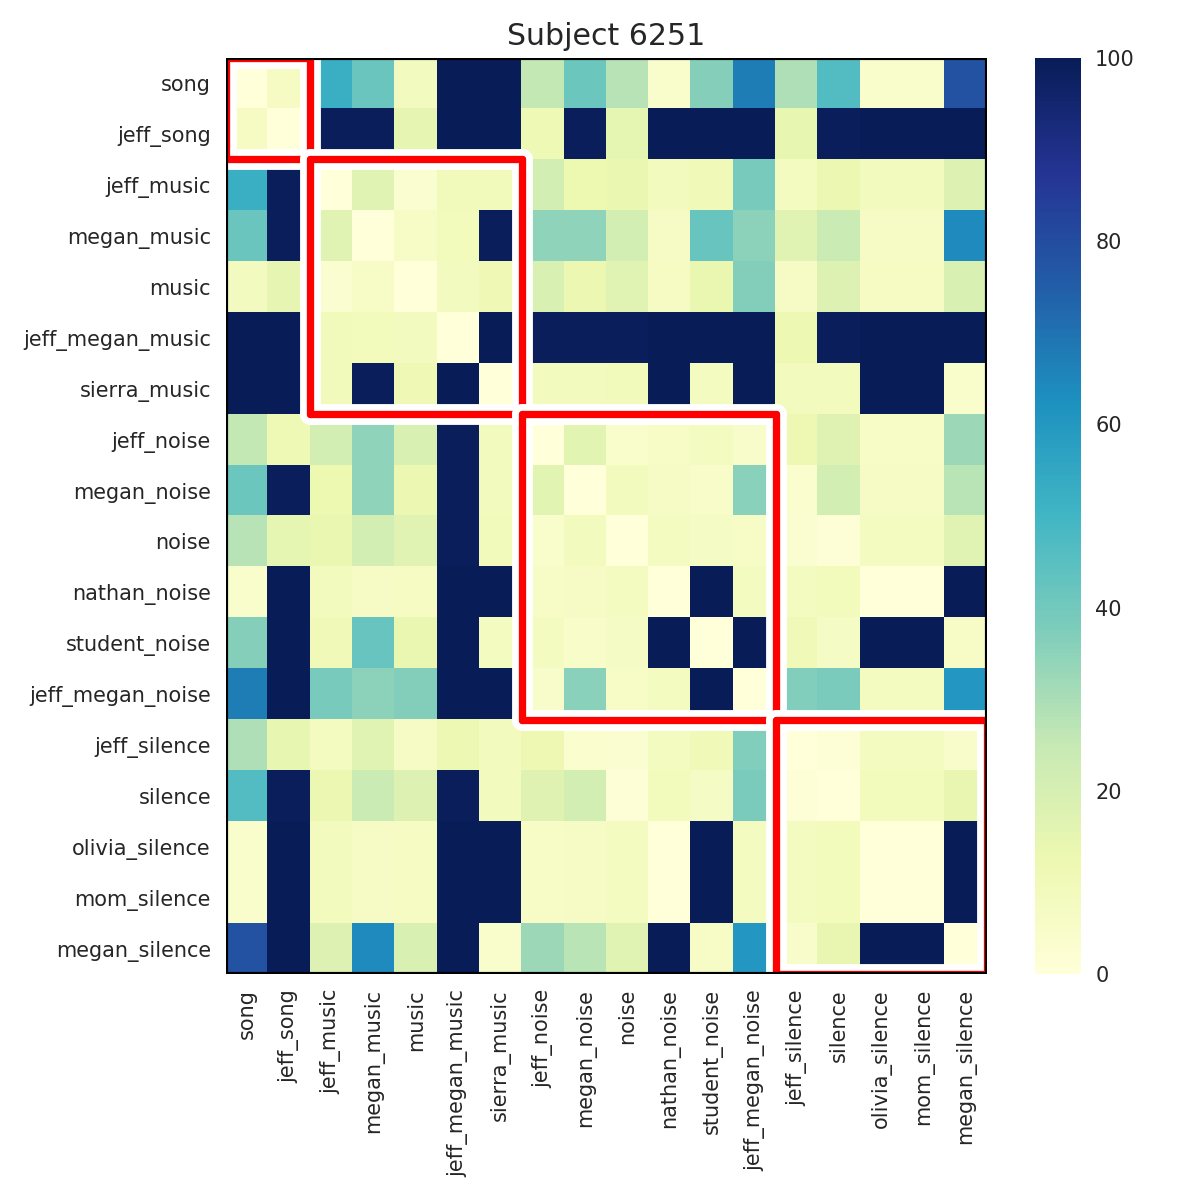 Subject 6251
song
jeff_song
jeff_music
megan_music
music
jeff_megan_music
sierra_music
jeff_noise
megan_noise
noise
nathan_noise
student_noise
jeff_megan_noise
jeff_silence
silence
olivia_silence
mom_silence
megan_silence
song
jeff_song
jeff_music
megan_music
music
jeff_megan_music
sierra_music
jeff_noise
megan_noise
noise
nathan_noise
student_noise
jeff_megan_noise
jeff_silence
silence
olivia_silence
mom_silence
megan_silence
100
80
60
40
20
0